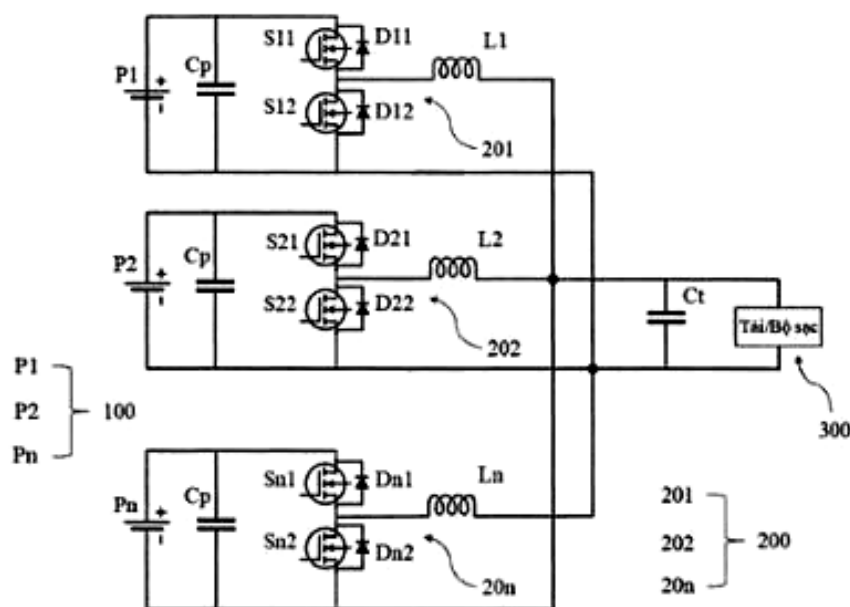 S11 D11 L1
P1 + Cp
-
S12 D12
201
S21 D21 L2
P2 + Cp
-
S22 D22
Ct
Tải/Bộ sạc
202
300
P1
P2 100
Pn
Sn1 Dn1 Ln
Pn + Cp
-
Sn2 Dn2
20n
201
202 200
20n